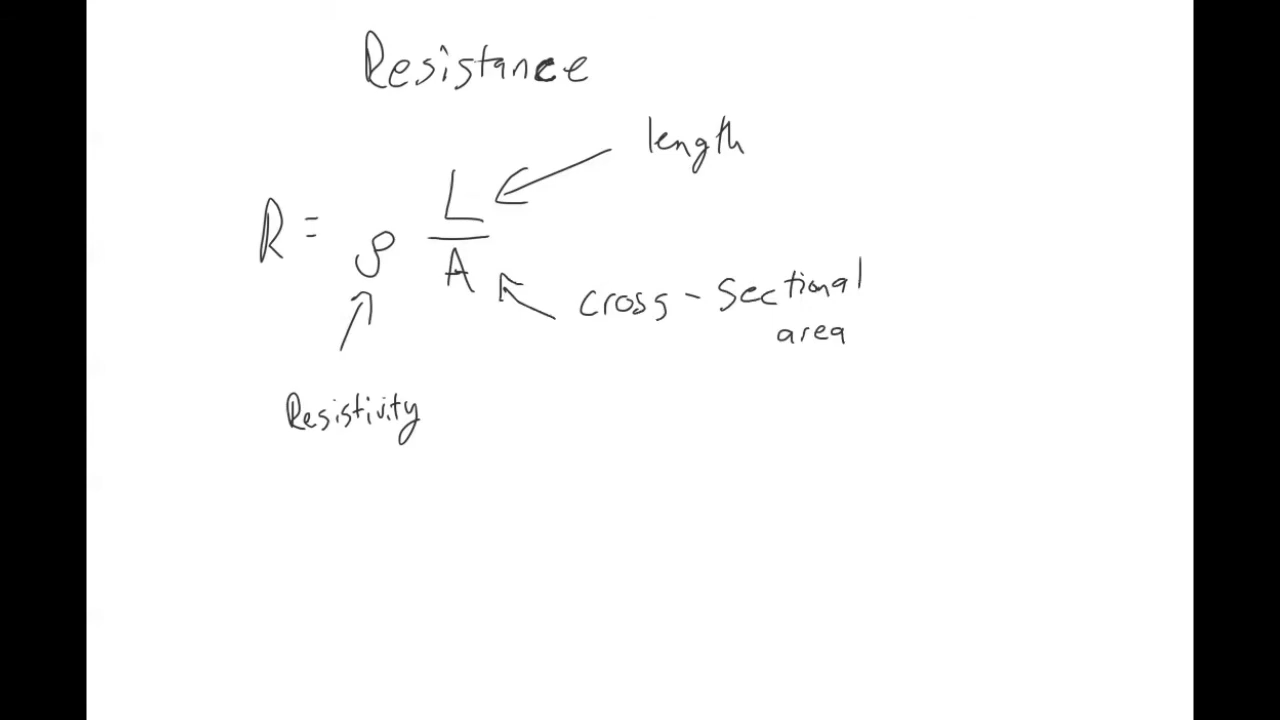 Resistance
length
R = ρ L/A
cross-sectional
area
Resistivity